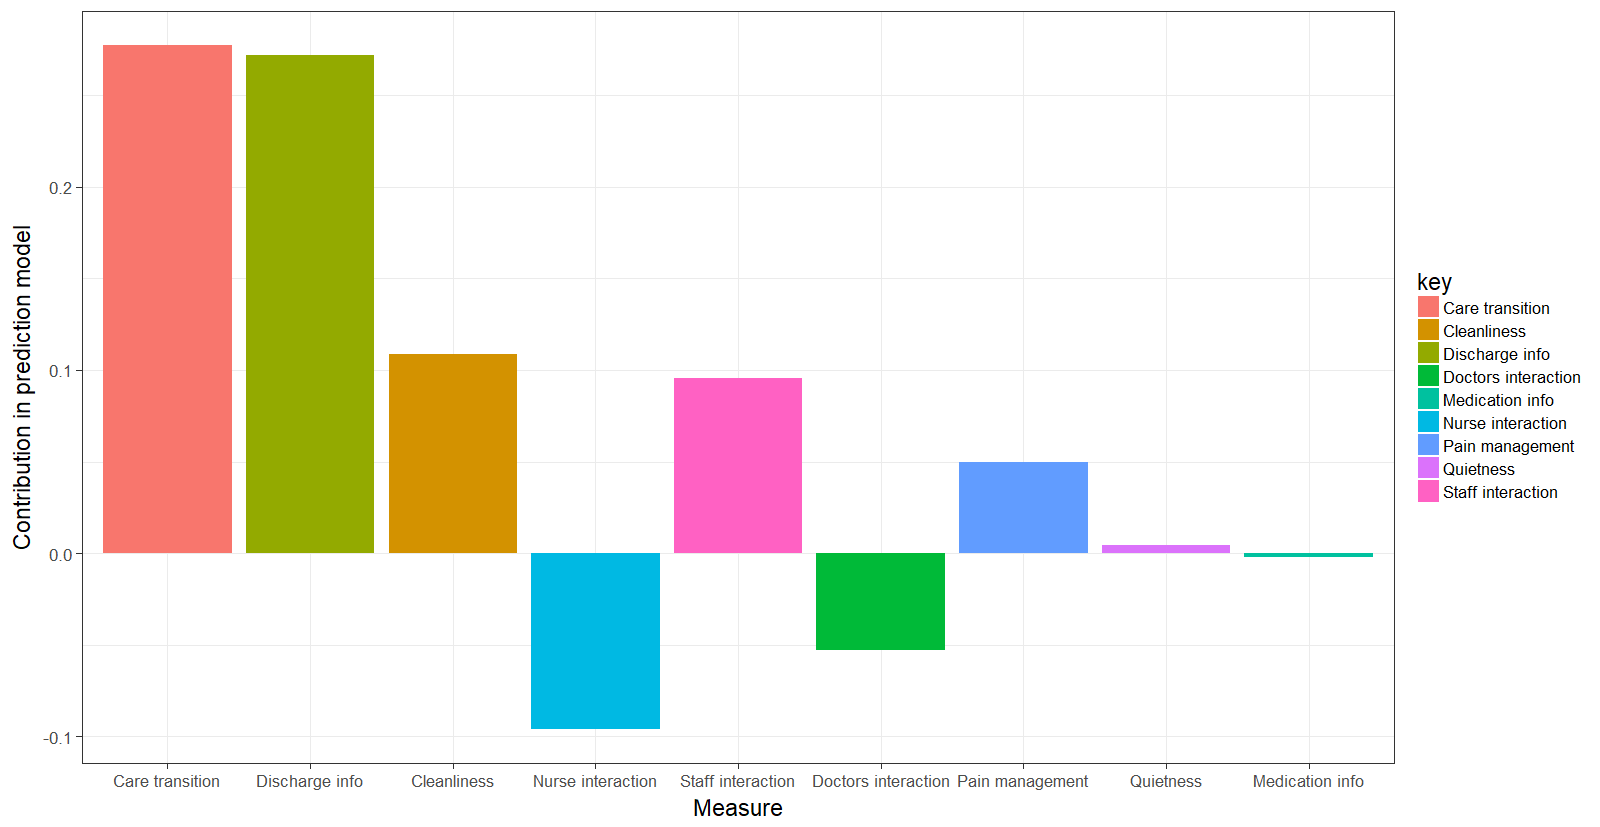 Contribution in prediction model
0.2
0.1
0.0
-0.1
Care transition Discharge info Cleanliness Nurse interaction Staff interaction Doctors interaction Pain management Quietness Medication info
Measure
key
Care transition
Cleanliness
Discharge info
Doctors interaction
Medication info
Nurse interaction
Pain management
Quietness
Staff interaction